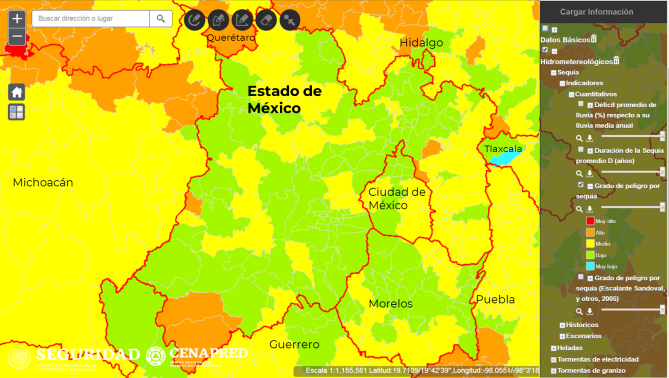 +
Buscar dirección o lugar
−
Querétaro
Hidalgo
Estado de
México
Tlaxcala
Michoacán
Ciudad de
México
Morelos
Puebla
Guerrero
SEGURIDAD
CENAPRED
Escala 1:1,155,581 Latitud:19.7109/19°42'39",Longitud:-98.0551/-98°3'18
Cargar Información
Datos Básicos
Hidrometereológicos
Sequía
Indicadores
Cuantitativos
Déficit promedio de
lluvia (%) respecto a su
lluvia media anual
Duración de la Sequía
promedio D (años)
Grado de peligro por
sequía
Muy alto
Alto
Medio
Bajo
Muy bajo
Grado de peligro por
sequía (Escalante Sandoval,
y otros, 2005)
Históricos
Escenarios
Heladas
Tormentas de electricidad
Tormentas de granizo